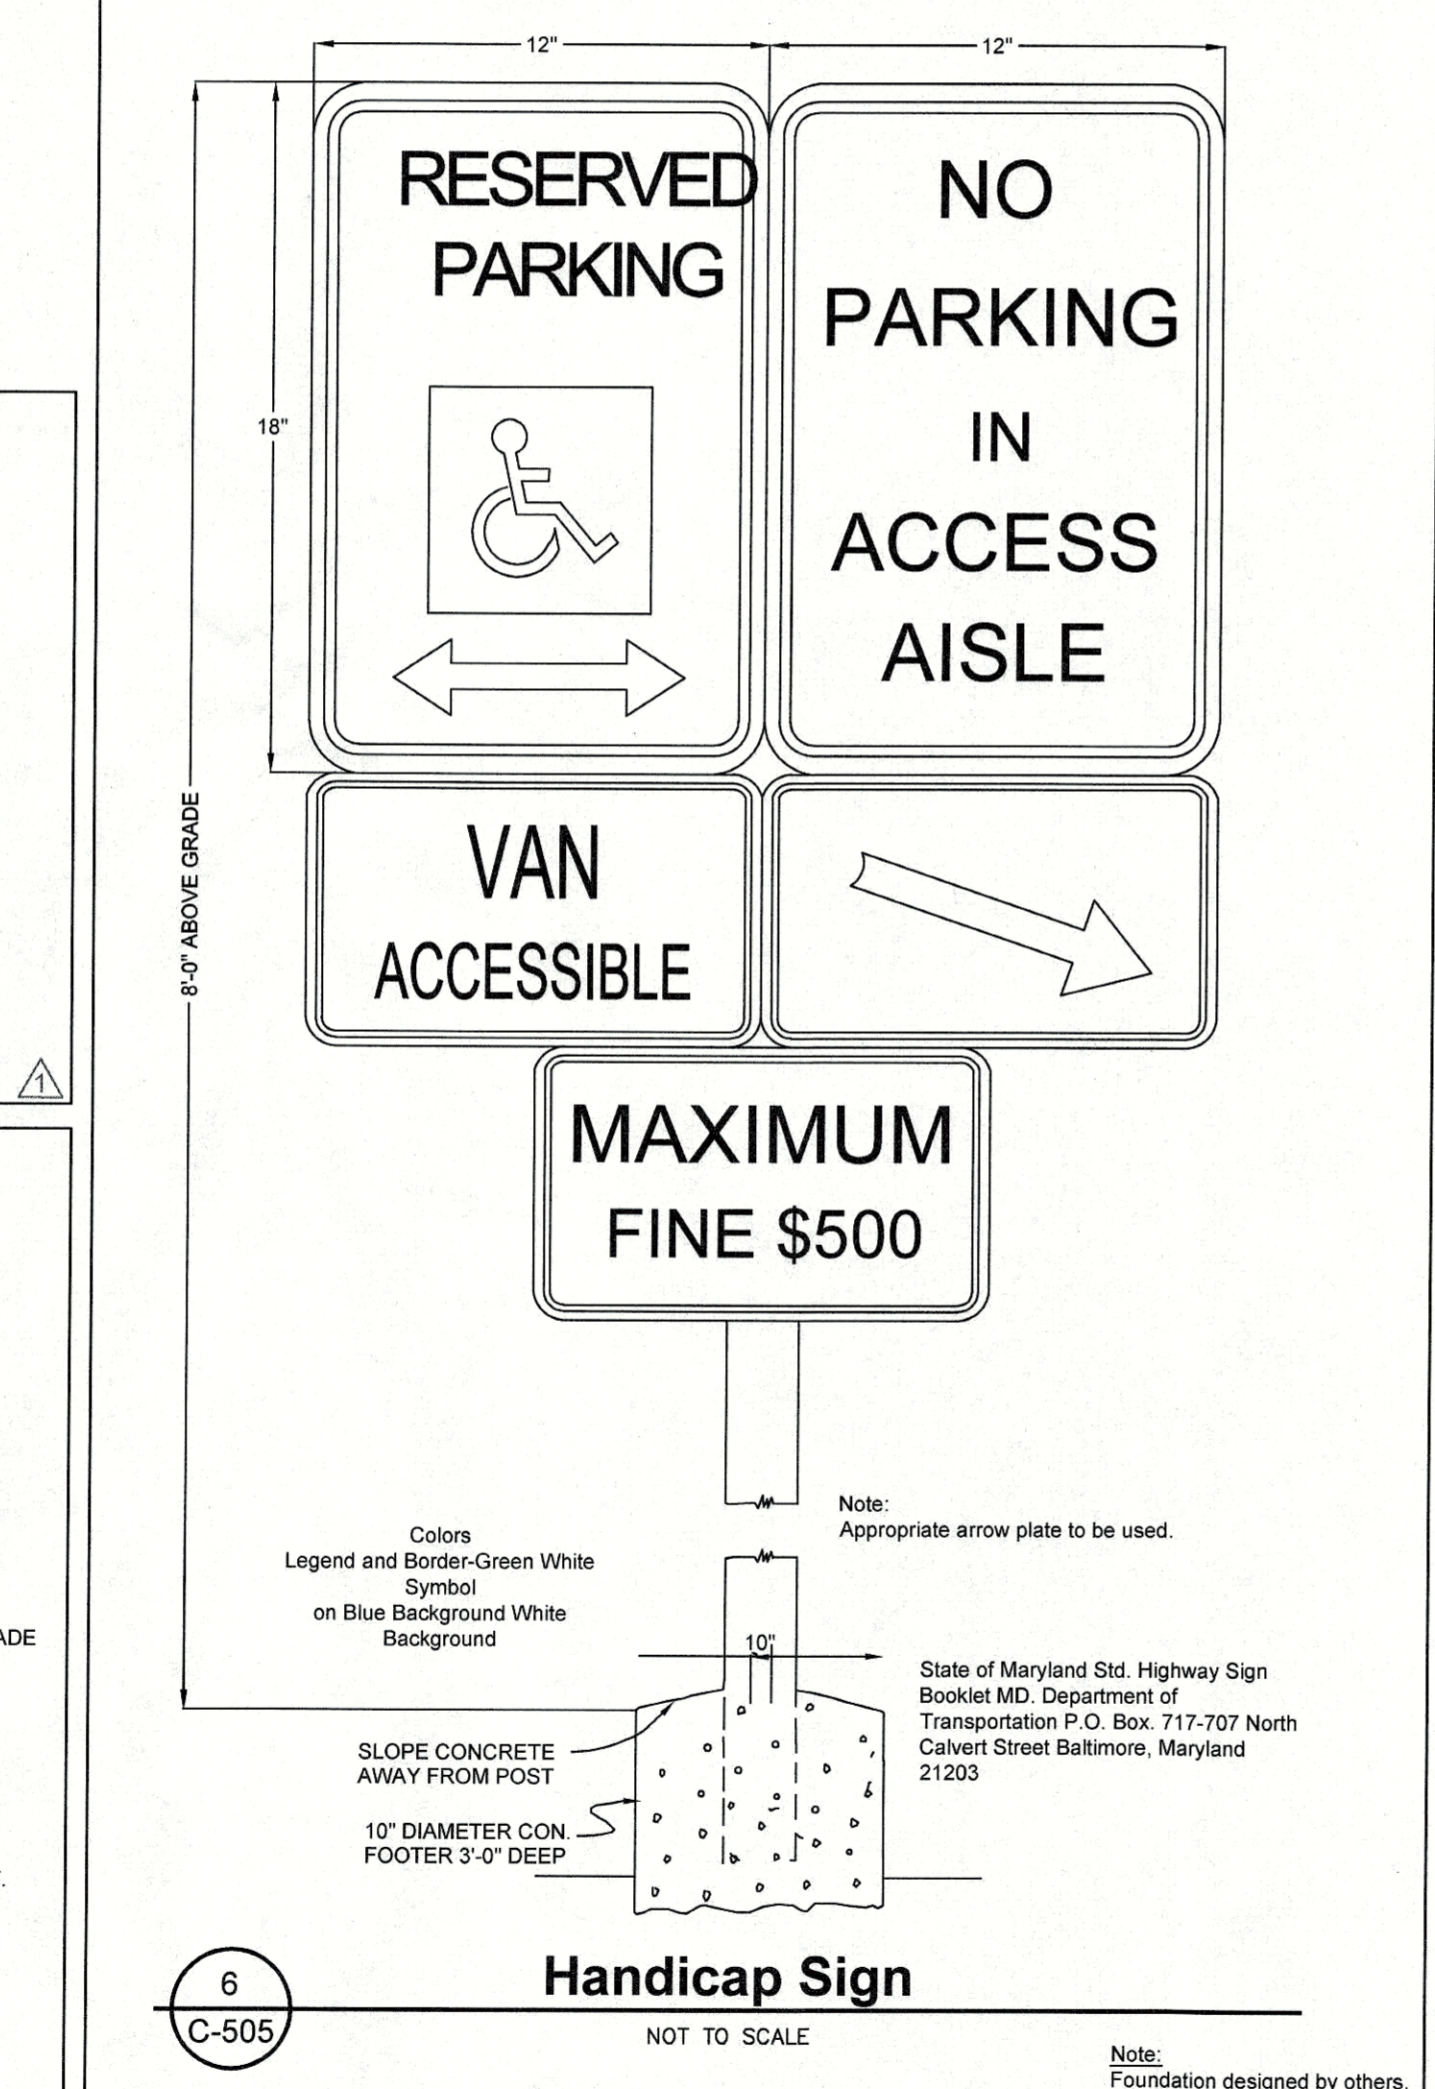 12" 12"
RESERVED
PARKING
NO
PARKING
IN
ACCESS
AISLE
18"
8'-0" ABOVE GRADE
VAN
ACCESSIBLE
1
MAXIMUM
FINE $500
Note:
Appropriate arrow plate to be used.
Colors
Legend and Border-Green White
Symbol
on Blue Background White
Background
10"
State of Maryland Std. Highway Sign
Booklet MD. Department of
Transportation P.O. Box. 717-707 North
Calvert Street Baltimore, Maryland
21203
SLOPE CONCRETE
AWAY FROM POST
10" DIAMETER CON.
FOOTER 3'-0" DEEP
6
C-505
Handicap Sign
NOT TO SCALE
Note:
Foundation designed by others.